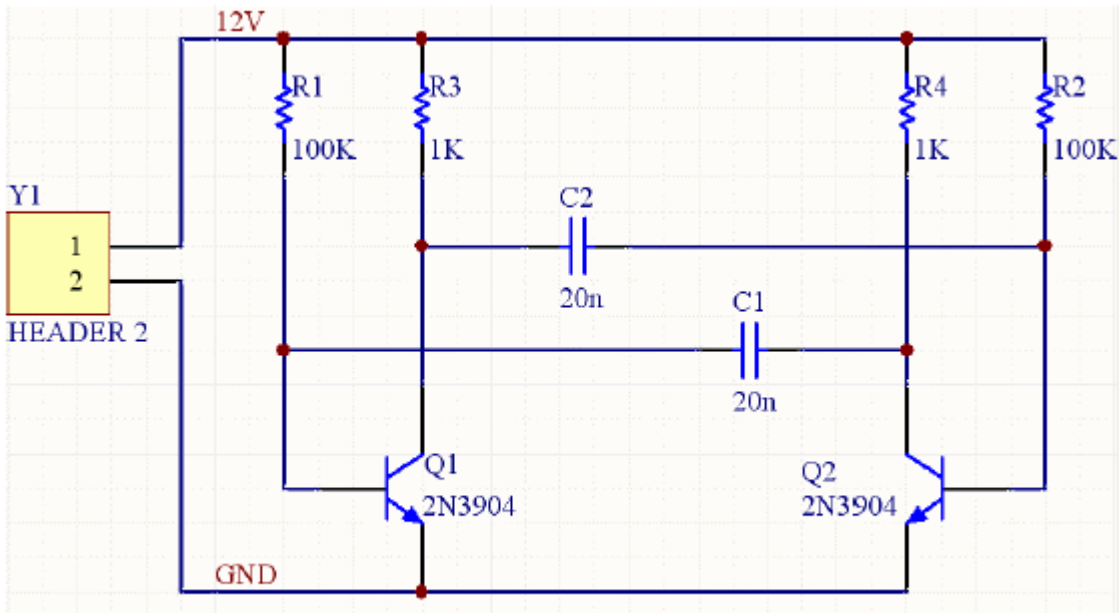 12V
R1
R3
R4
R2
100K
1K
1K
100K
Y1
C2
1
2
20n
C1
HEADER 2
20n
Q1
Q2
2N3904
2N3904
GND